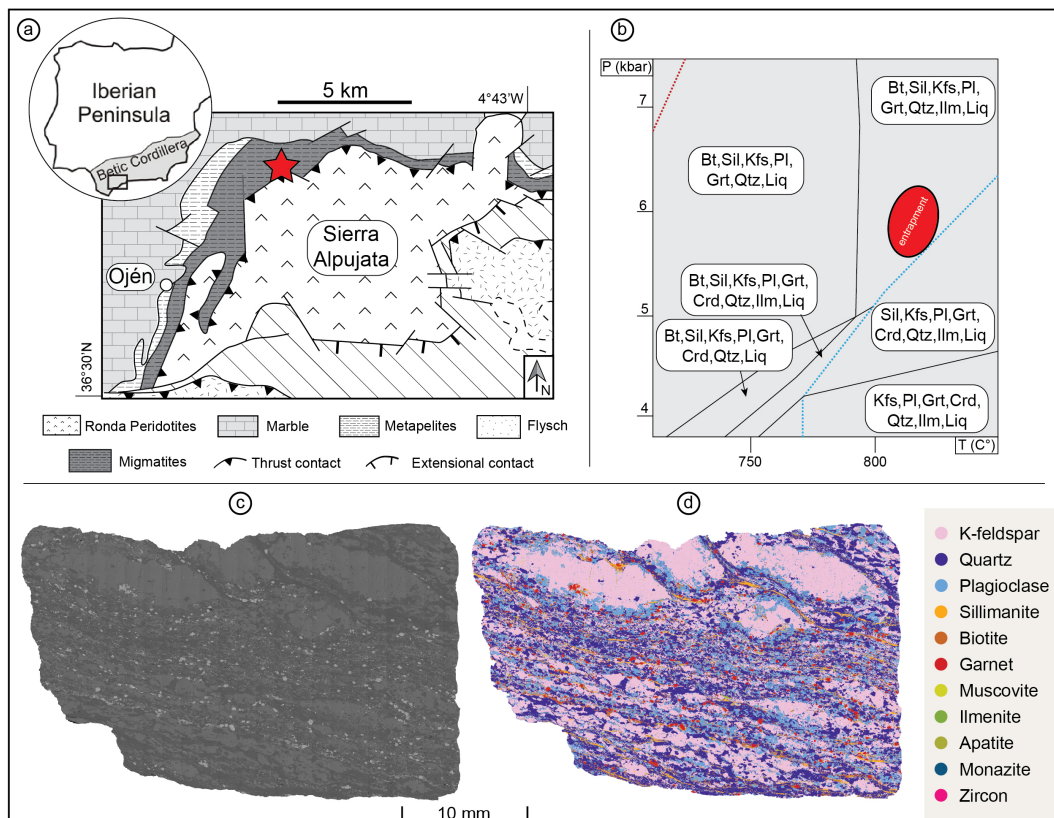 a
Iberian
Peninsula
Betic Cordillera
5 km
4°43'W
Ojén
Sierra
Alpujata
36°30'N
N
Ronda Peridotites
Marble
Metapelites
Flysch
Migmatites
Thrust contact
Extensional contact
b
P (kbar)
7
6
5
4
Bt,Sil,Kfs,Pl,
Grt,Qtz,Ilm,Liq
Bt,Sil,Kfs,Pl,
Grt,Qtz,Liq
entrapment
Bt,Sil,Kfs,Pl,Grt,
Crd,Qtz,Ilm,Liq
Bt,Sil,Kfs,Pl,Grt,
Crd,Qtz,Liq
Sil,Kfs,Pl,Grt,
Crd,Qtz,Ilm,Liq
Kfs,Pl,Grt,Crd,
Qtz,Ilm,Liq
T (C°)
750
800
c
d
10 mm
K-feldspar
Quartz
Plagioclase
Sillimanite
Biotite
Garnet
Muscovite
Ilmenite
Apatite
Monazite
Zircon